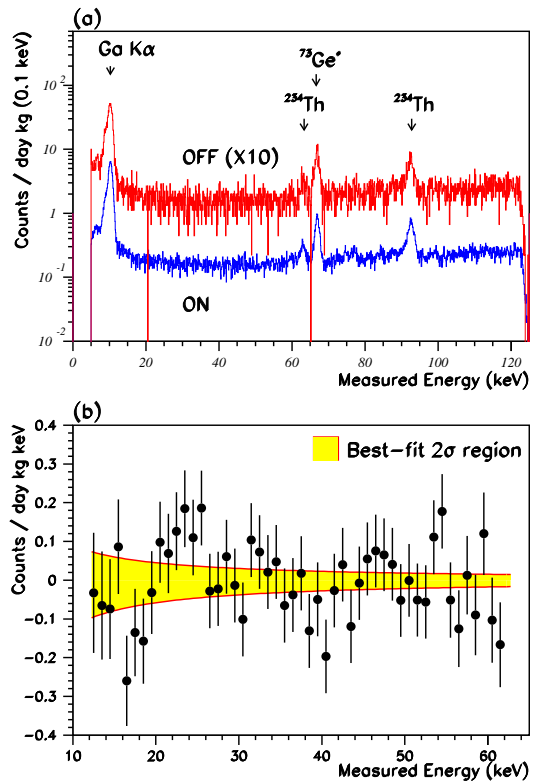 (a)
Ga Kα
⁷³Ge*
²³⁴Th
²³⁴Th
OFF (X10)
ON
Counts / day kg (0.1 keV)
10 2
10
1
10 -1
10 -2
0 20 40 60 80 100 120
Measured Energy (keV)
(b)
Best-fit 2σ region
Counts / day kg keV
0.4
0.3
0.2
0.1
0
-0.1
-0.2
-0.3
-0.4
10 20 30 40 50 60
Measured Energy (keV)